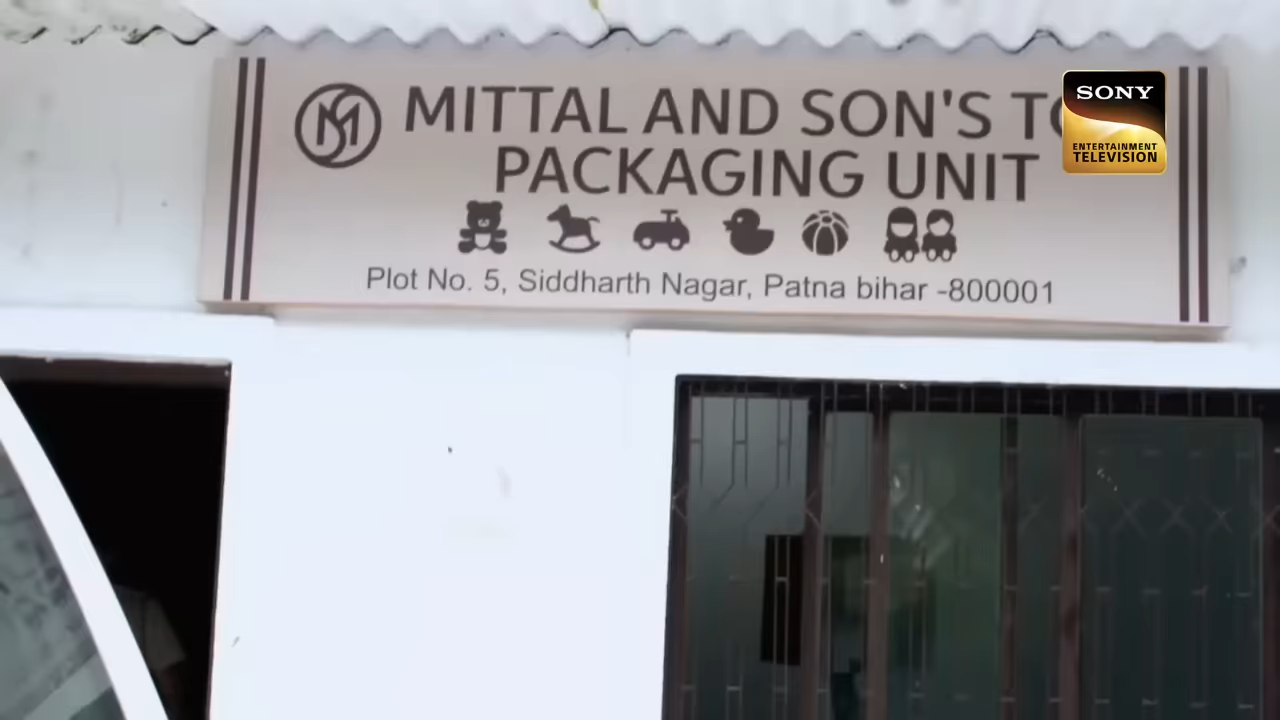 MITTAL AND SON'S
PACKAGING UNIT
Plot No. 5, Siddharth Nagar, Patna bihar -800001
SONY
ENTERTAINMENT
TELEVISION